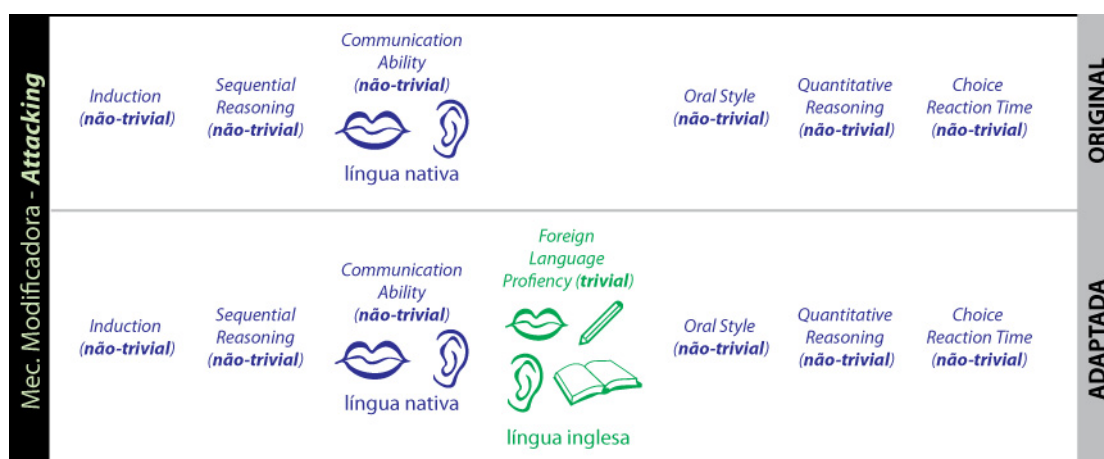 Mec. Modificadora - Attacking
Communication
Ability
(não-trivial)
Induction
(não-trivial)
Sequential
Reasoning
(não-trivial)
língua nativa
Oral Style
(não-trivial)
Quantitative
Reasoning
(não-trivial)
Choice
Reaction Time
(não-trivial)
ORIGINAL
Induction
(não-trivial)
Sequential
Reasoning
(não-trivial)
Communication
Ability
(não-trivial)
língua nativa
Foreign
Language
Profiency (trivial)
língua inglesa
Oral Style
(não-trivial)
Quantitative
Reasoning
(não-trivial)
Choice
Reaction Time
(não-trivial)
ADAPTADA